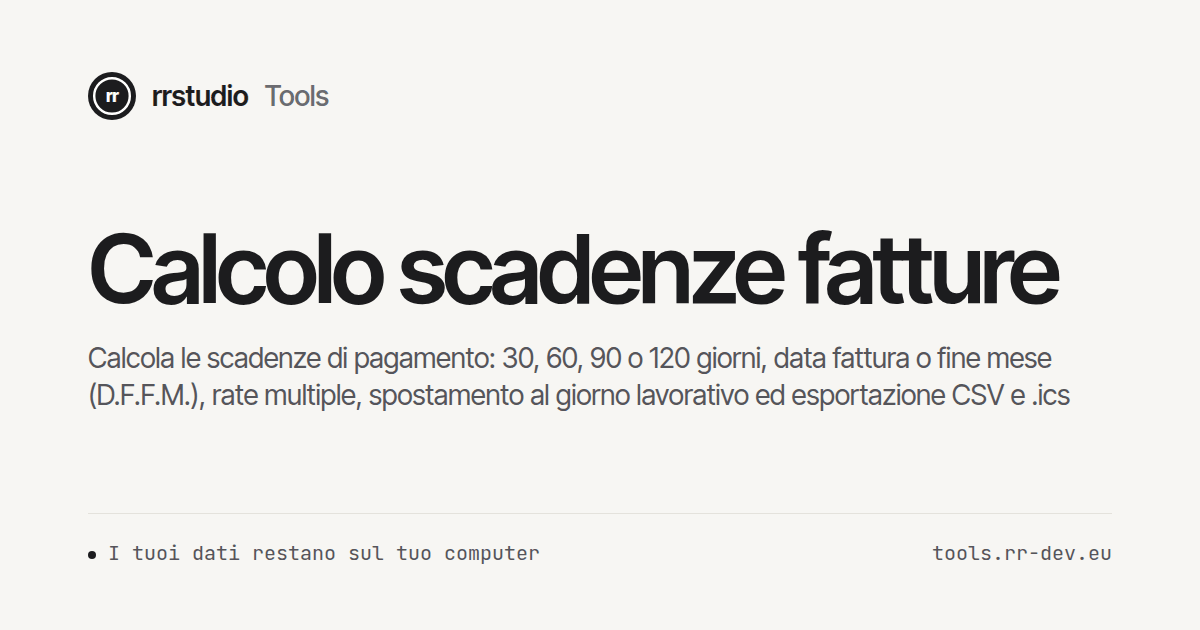 rr rrstudio Tools
Calcolo scadenze fatture
Calcola le scadenze di pagamento: 30, 60, 90 o 120 giorni, data fattura o fine mese
(D.F.F.M.), rate multiple, spostamento al giorno lavorativo ed esportazione CSV e .ics
I tuoi dati restano sul tuo computer
tools.rr-dev.eu